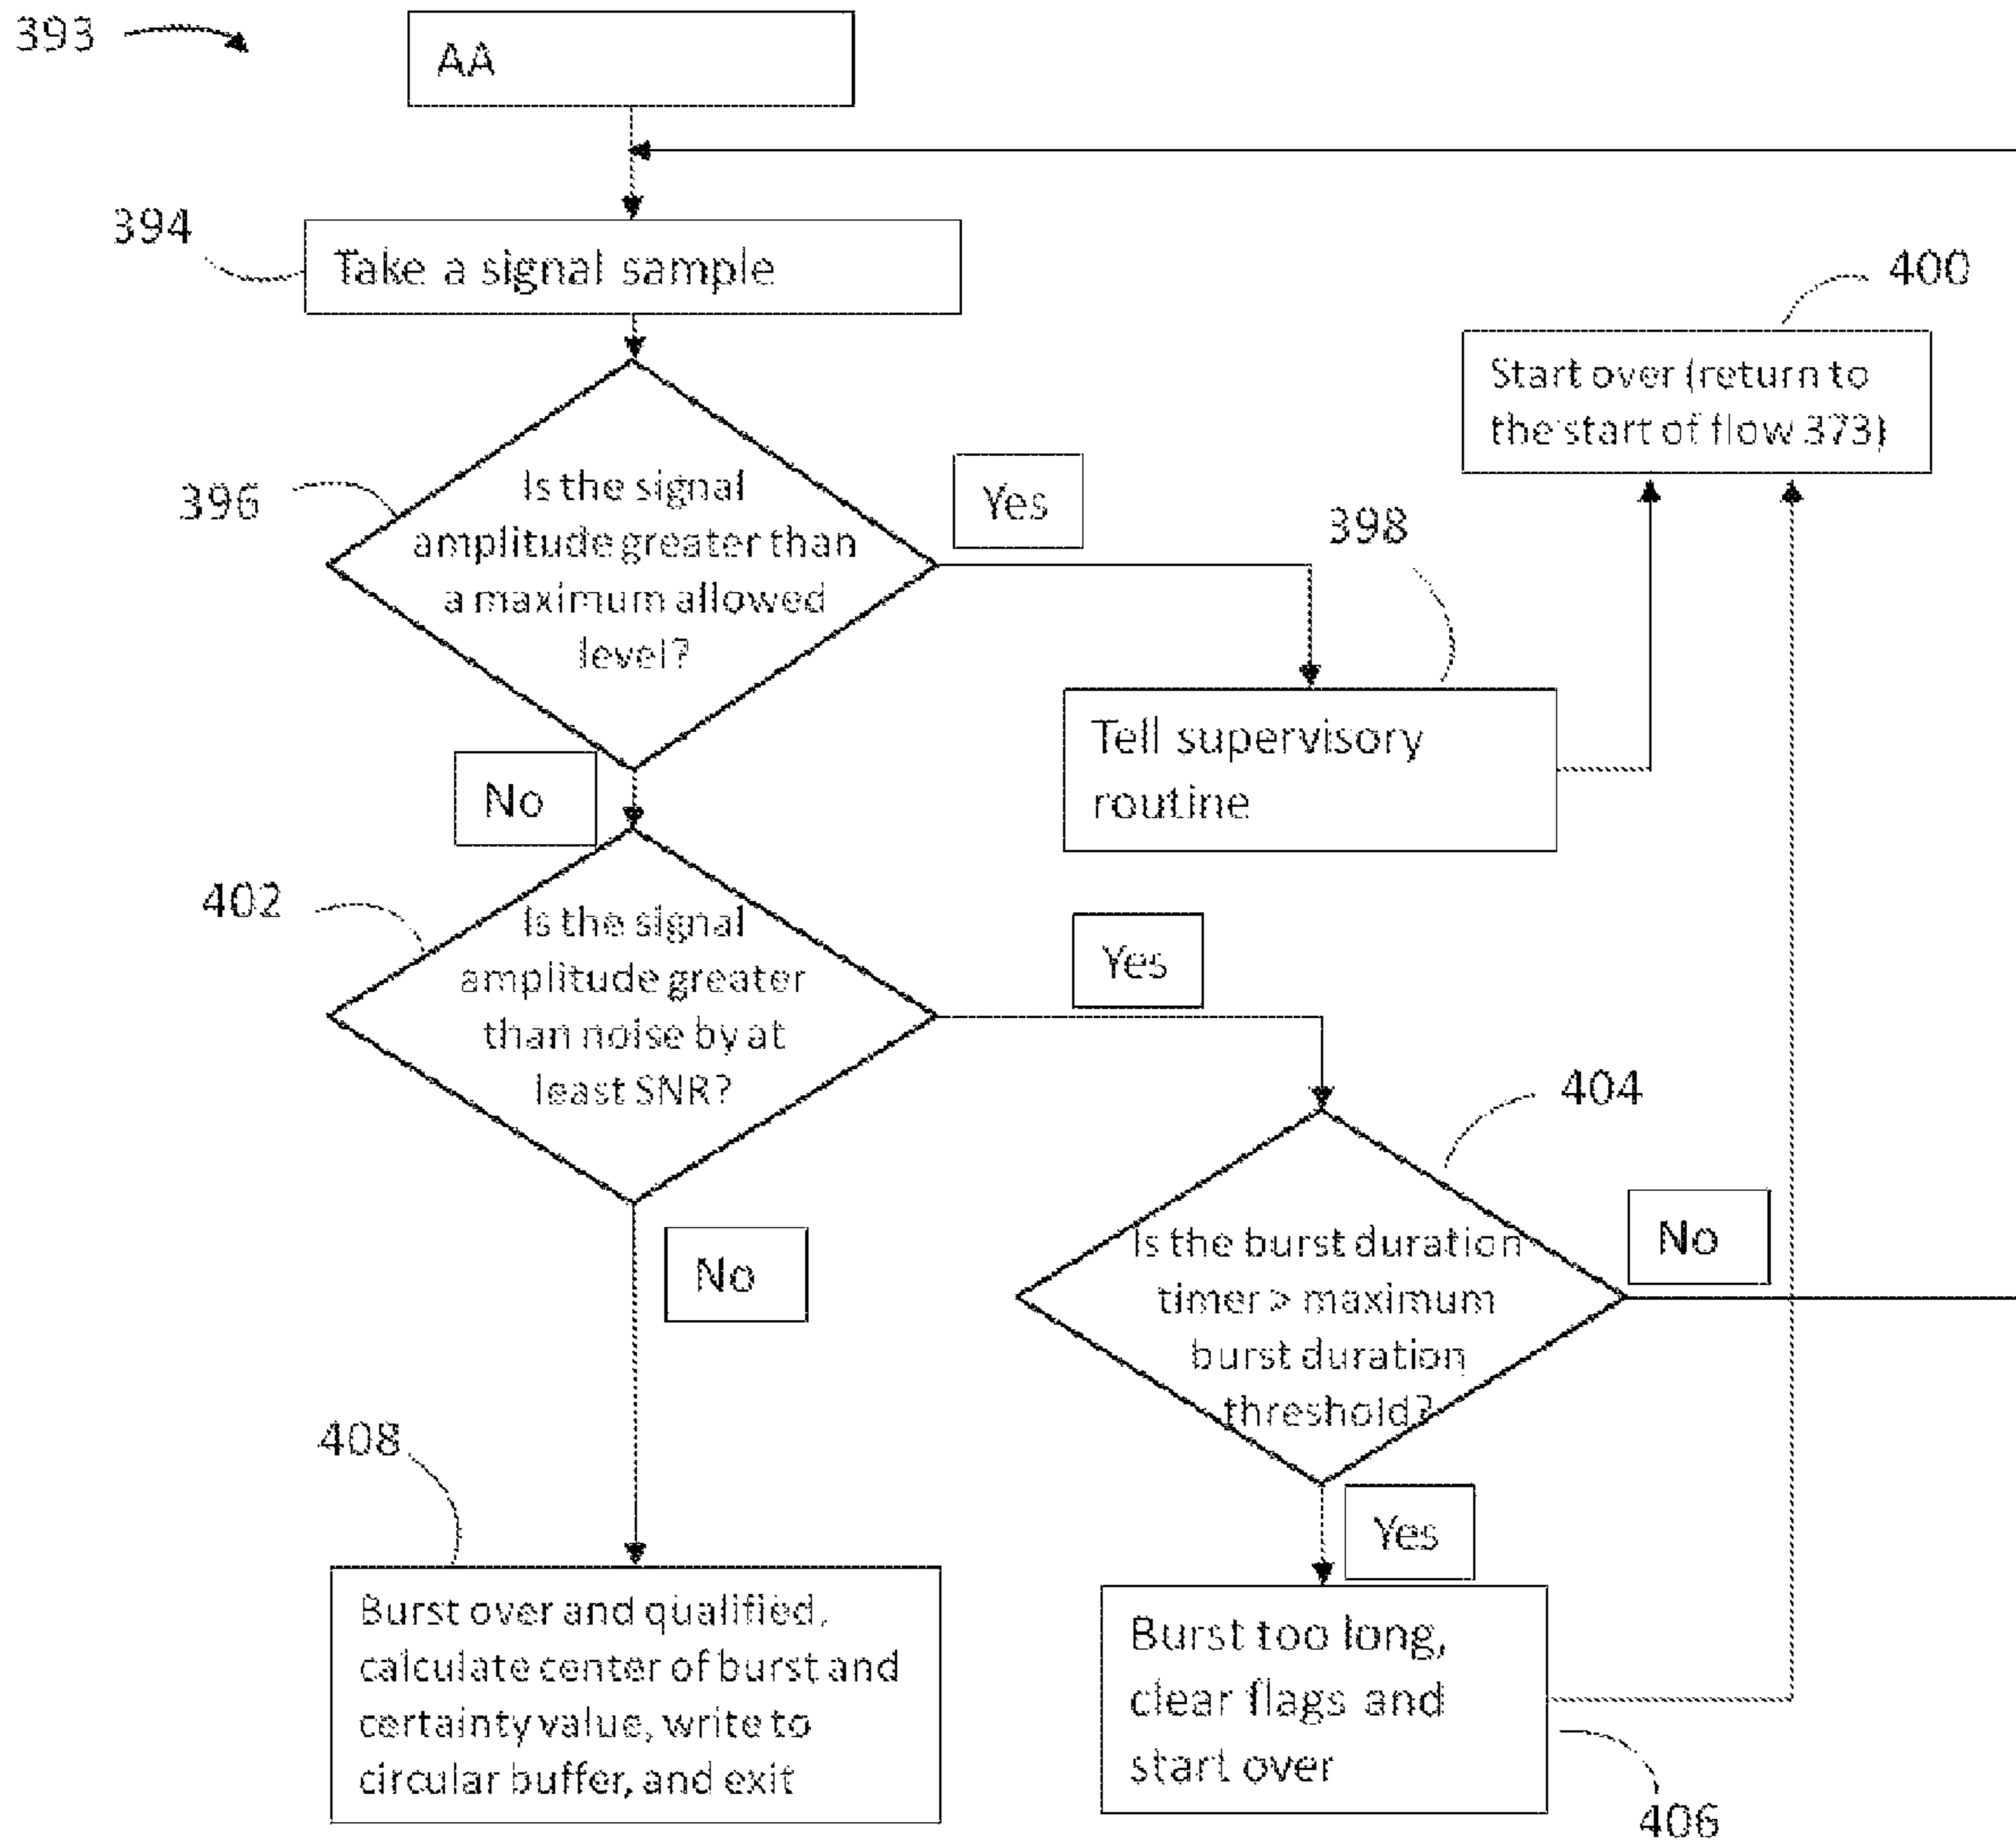 393
AA
394
Take a signal sample
400
Start over (return to
the start of flow 373)
396
Is the signal
amplitude greater than
a maximum allowed
level?
Yes
398
Tell supervisory
routine
No
402
Is the signal
amplitude greater
than noise by at
least SNR?
Yes
404
Is the burst duration
timer > maximum
burst duration
threshold?
No
No
408
Burst over and qualified,
calculate center of burst and
certainty value, write to
circular buffer, and exit
Yes
Burst too long,
clear flags and
start over
406